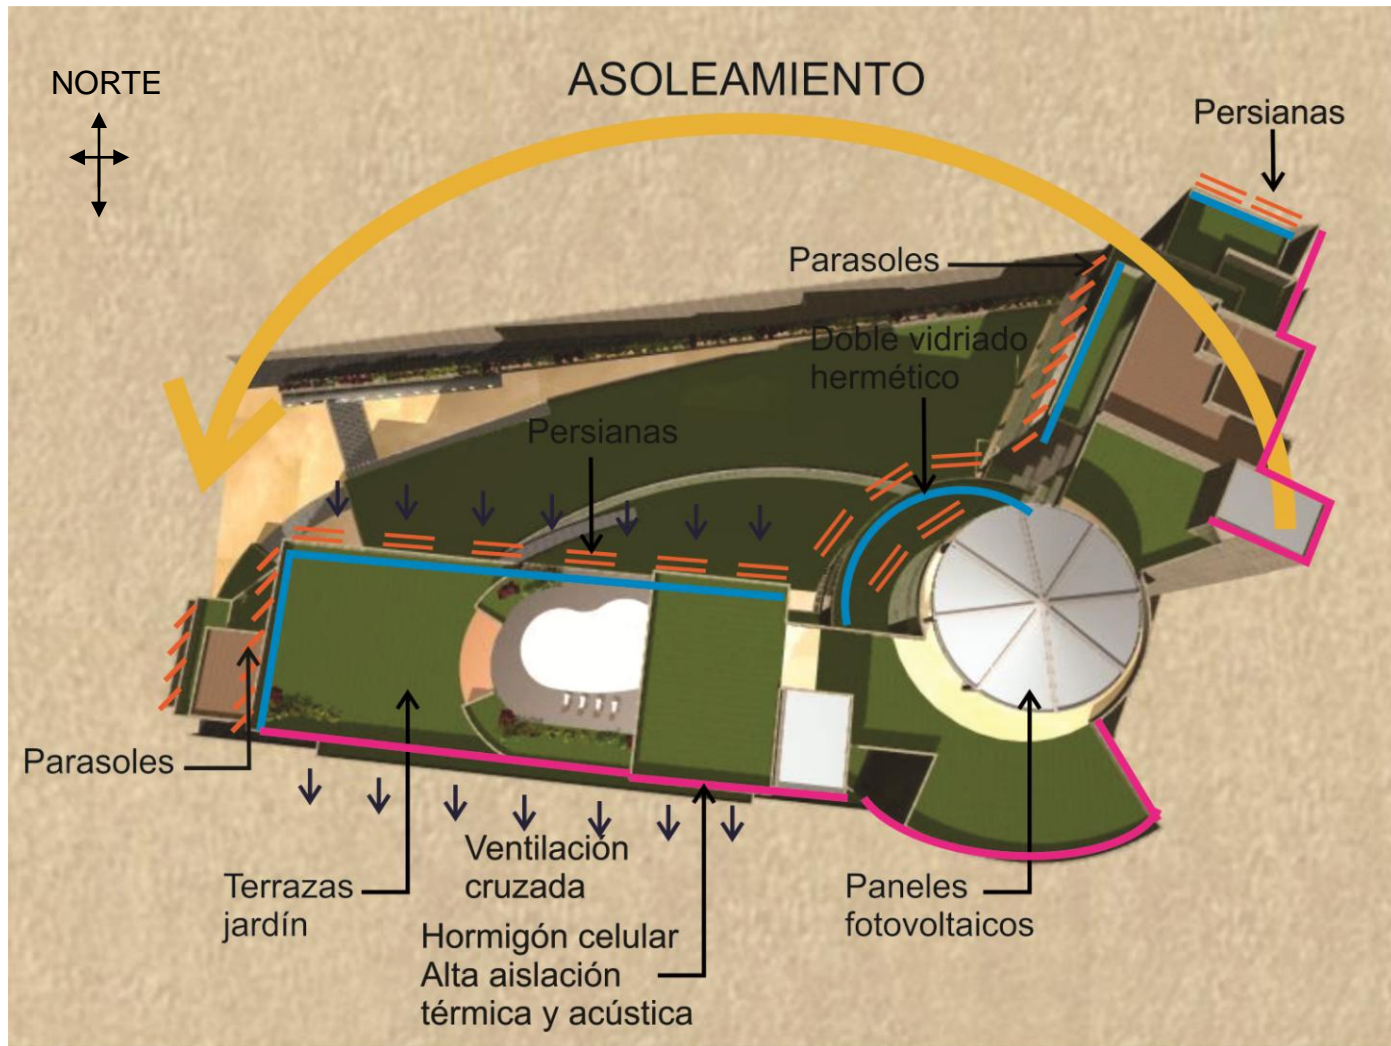 NORTE
ASOLEAMIENTO
Persianas
Parasoles
Doble vidriado
hermético
Persianas
Parasoles
Terrazas
jardín
Ventilación
cruzada
Hormigón celular
Alta aislación
térmica y acústica
Paneles
fotovoltaicos